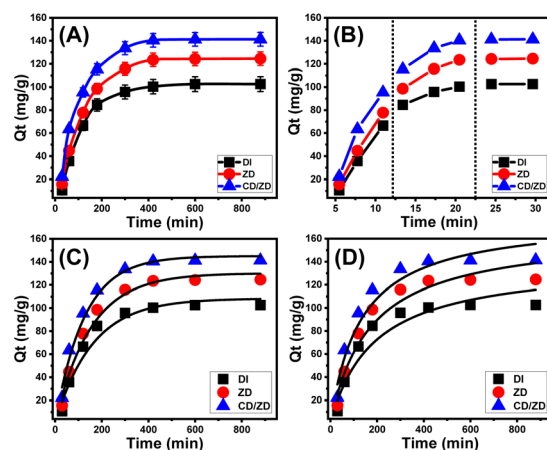 (A)
Qt (mg/g)
160
140
120
100
80
60
40
20
0
0 200 400 600 800
Time (min)
DI
ZD
CD/ZD
(B)
Qt (mg/g)
160
140
120
100
80
60
40
20
0
5 10 15 20 25 30
Time (min)
DI
ZD
CD/ZD
(C)
Qt (mg/g)
160
140
120
100
80
60
40
20
0
0 200 400 600 800
Time (min)
DI
ZD
CD/ZD
(D)
Qt (mg/g)
160
140
120
100
80
60
40
20
0
0 200 400 600 800
Time (min)
DI
ZD
CD/ZD